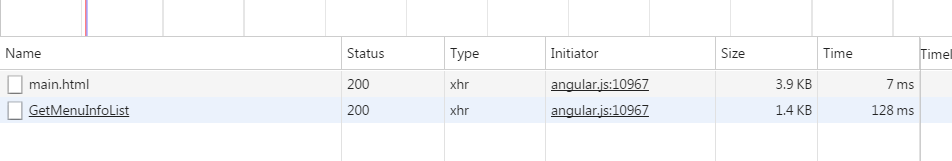 Name Status Type Initiator Size Time Timel
main.html 200 xhr angular.js:10967 3.9 KB 7 ms
GetMenuInfoList 200 xhr angular.js:10967 1.4 KB 128 ms